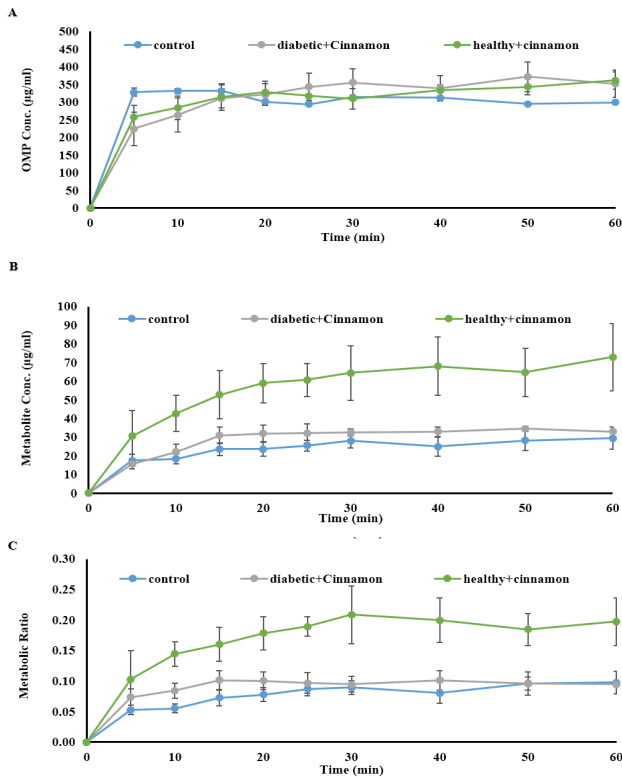 A
control diabetic+Cinnamon healthy+cinnamon
OMP Conc. (µg/ml)
500
450
400
350
300
250
200
150
100
50
0
0 10 20 30 40 50 60
Time (min)
B
control diabetic+Cinnamon healthy+cinnamon
Metabolite Conc. (µg/ml)
100
90
80
70
60
50
40
30
20
10
0
0 10 20 30 40 50 60
Time (min)
C
control diabetic+Cinnamon healthy+cinnamon
Metabolic Ratio
0.30
0.25
0.20
0.15
0.10
0.05
0.00
0 10 20 30 40 50 60
Time (min)